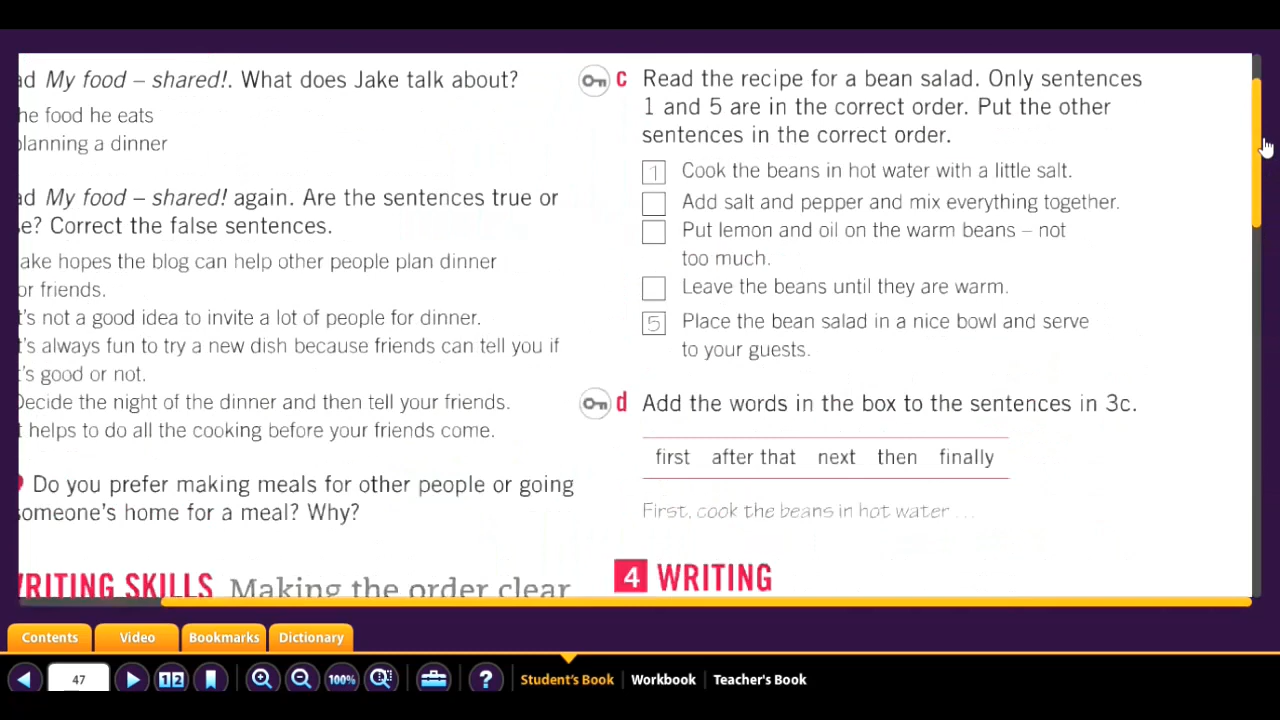 ad My food – shared!. What does Jake talk about?
he food he eats
planning a dinner
ad My food – shared! again. Are the sentences true or
e? Correct the false sentences.
ake hopes the blog can help other people plan dinner
or friends.
t's not a good idea to invite a lot of people for dinner.
t's always fun to try a new dish because friends can tell you if
t's good or not.
Decide the night of the dinner and then tell your friends.
t helps to do all the cooking before your friends come.
Do you prefer making meals for other people or going
someone's home for a meal? Why?
WRITING SKILLS Making the order clear
c Read the recipe for a bean salad. Only sentences
1 and 5 are in the correct order. Put the other
sentences in the correct order.
1 Cook the beans in hot water with a little salt.
Add salt and pepper and mix everything together.
Put lemon and oil on the warm beans – not
too much.
Leave the beans until they are warm.
5 Place the bean salad in a nice bowl and serve
to your guests.
d Add the words in the box to the sentences in 3c.
first after that next then finally
First, cook the beans in hot water ...
4 WRITING
Contents Video Bookmarks Dictionary
47 12 100% ? Student's Book Workbook Teacher's Book